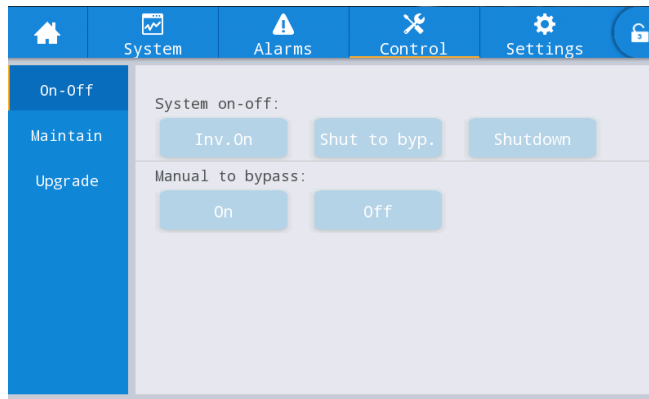 System
Alarms
Control
Settings
On-Off
Maintain
Upgrade
System on-off:
Inv.On
Shut to byp.
Shutdown
Manual to bypass:
On
Off